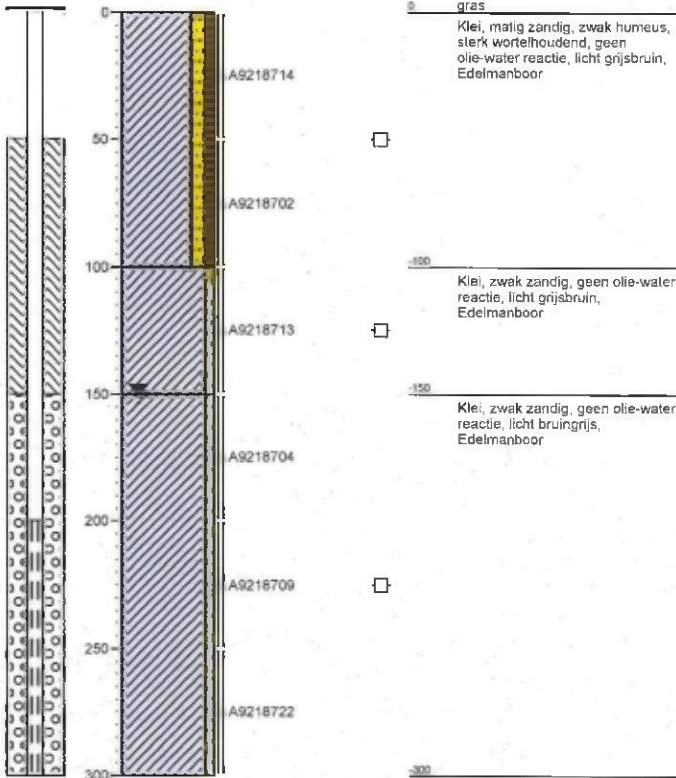 0
gras
Klei, matig zandig, zwak humeus,
sterk wortelhoudend, geen
olie-water reactie, licht grijsbruin,
Edelmanboor
A9218714
50
A9218702
100
-100
Klei, zwak zandig, geen olie-water
reactie, licht grijsbruin,
Edelmanboor
A9218713
150
-150
Klei, zwak zandig, geen olie-water
reactie, licht bruingrijs,
Edelmanboor
A9218704
200
A9218709
250
A9218722
300
-300